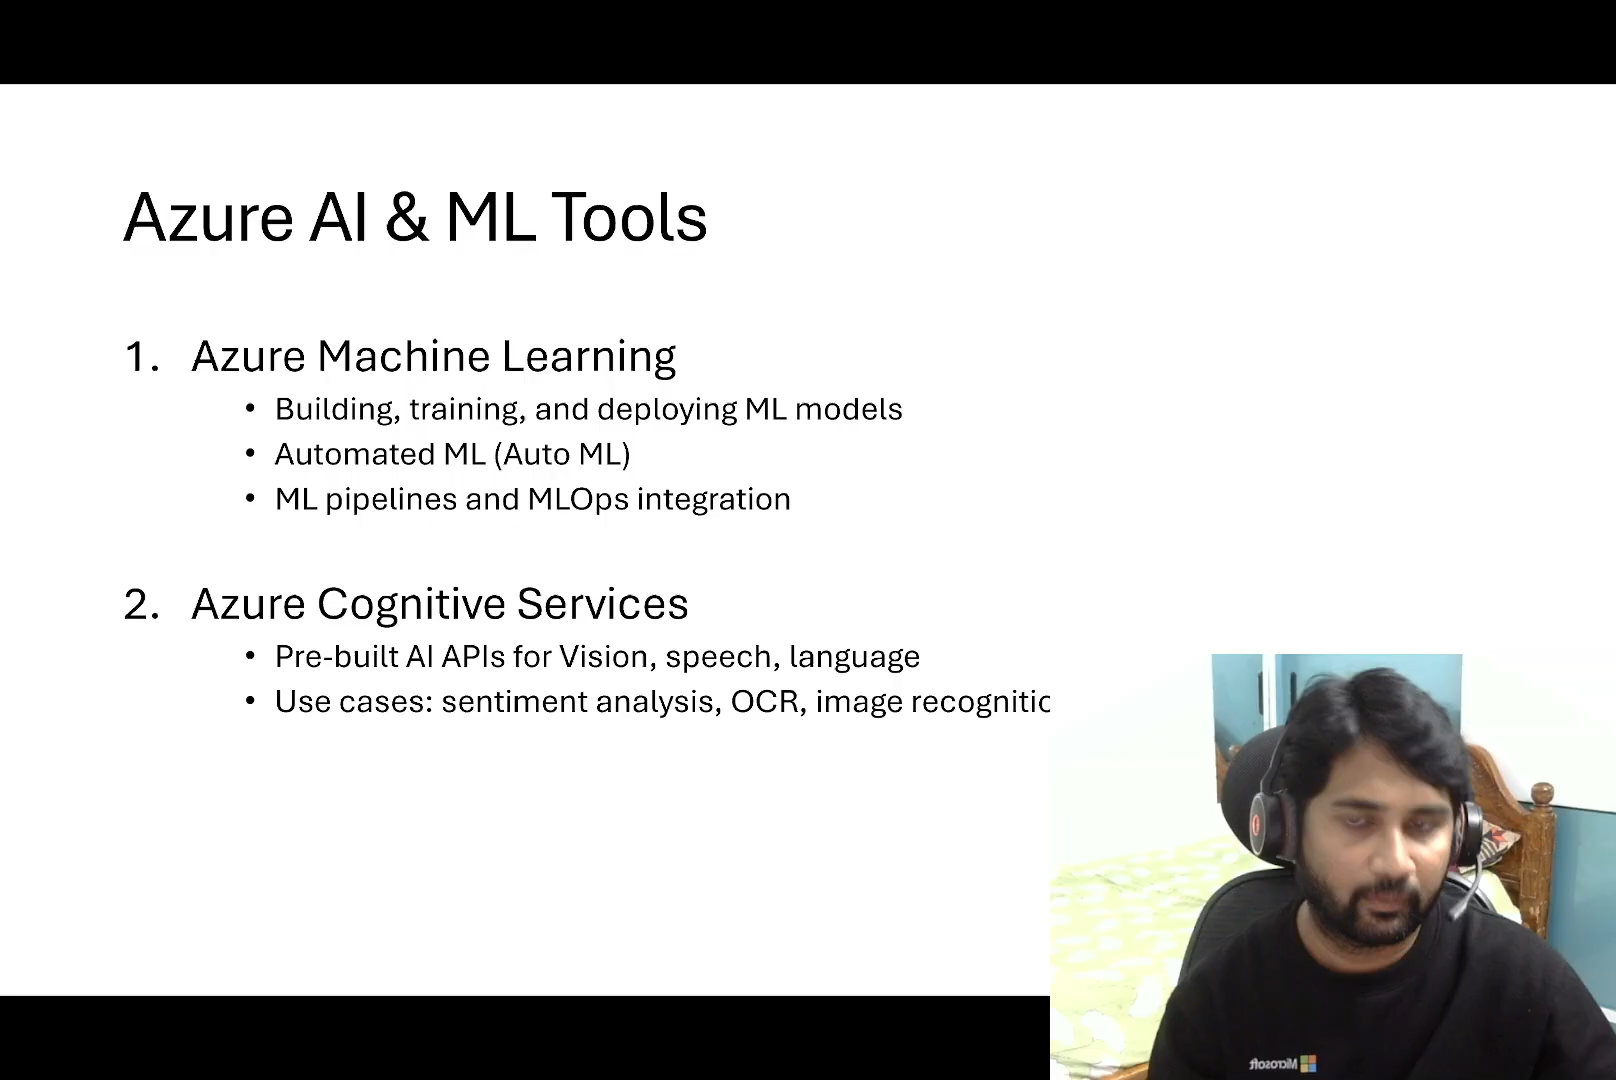 Azure AI & ML Tools
1. Azure Machine Learning
• Building, training, and deploying ML models
• Automated ML (Auto ML)
• ML pipelines and MLOps integration
2. Azure Cognitive Services
• Pre-built AI APIs for Vision, speech, language
• Use cases: sentiment analysis, OCR, image recognitio
Microsoft